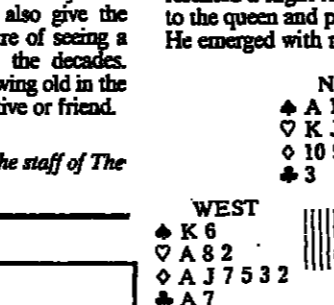 also give the
re of seeing a
the decades.
wing old in the
tive or friend.
he staff of The
to the queen and p
He emerged with
N
♠ A
♡ K J
◇ 10
♣ 3
WEST
♠ K 6
♡ A 8 2
◇ A J 7 5 3 2
♣ A 7